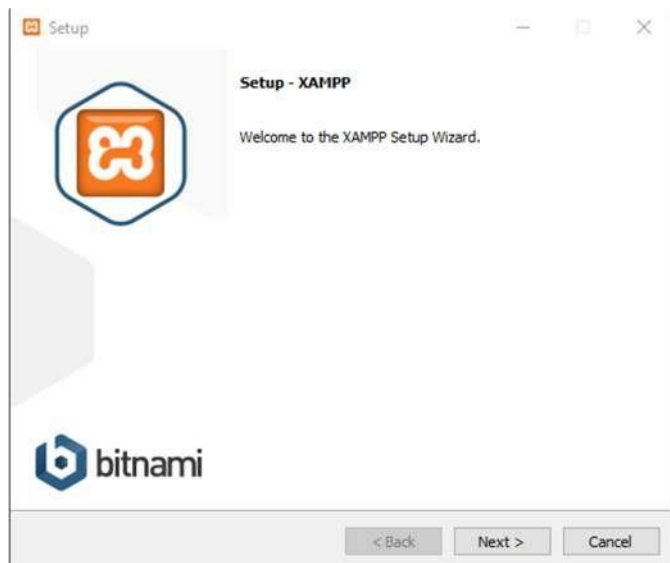 Setup
Setup - XAMPP
Welcome to the XAMPP Setup Wizard.
bitnami
< Back Next > Cancel